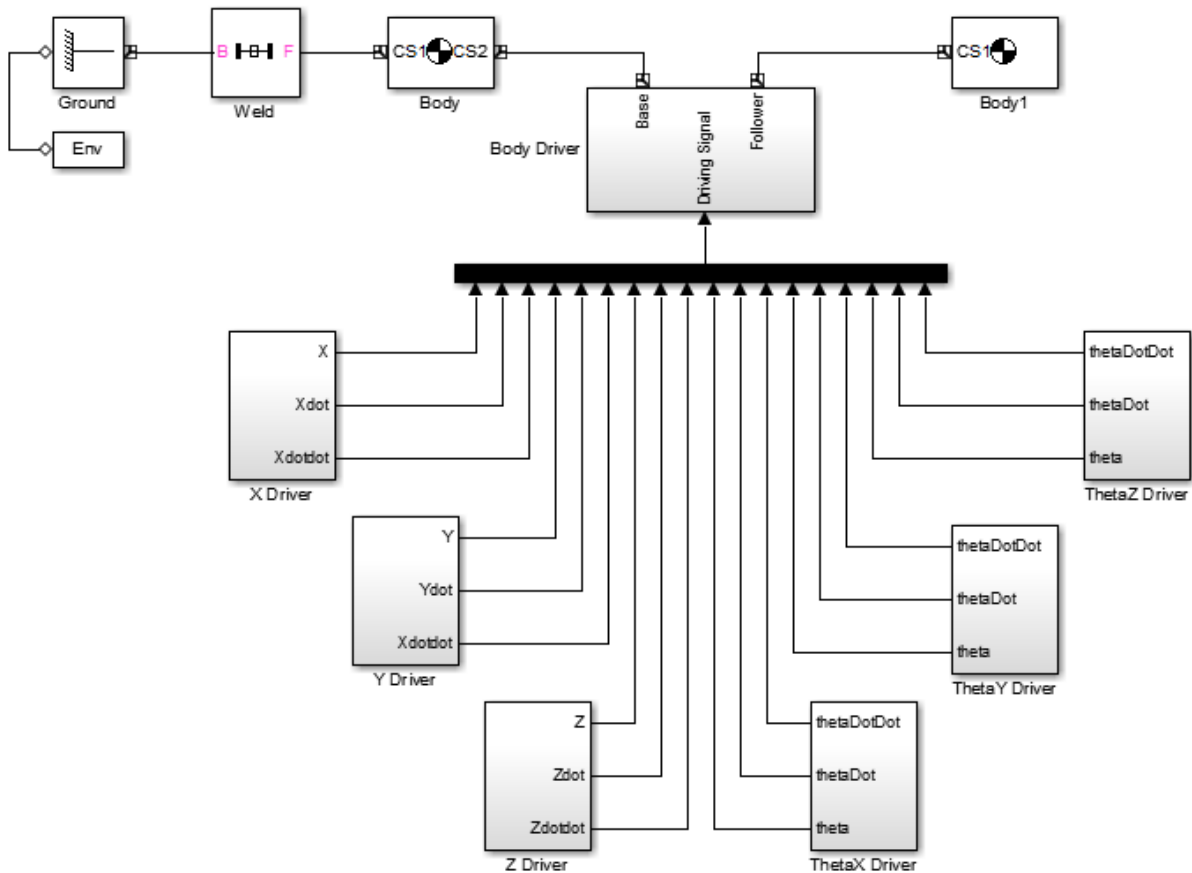 B F
CS1 CS2
CS1
Ground
Weld
Body
Body1
Env
Base
Driving Signal
Follower
Body Driver
X
Xdot
Xdotdot
X Driver
thetaDotDot
thetaDot
theta
ThetaZ Driver
Y
Ydot
Xdotdot
Y Driver
thetaDotDot
thetaDot
theta
ThetaY Driver
Z
Zdot
Zdotdot
Z Driver
thetaDotDot
thetaDot
theta
ThetaX Driver